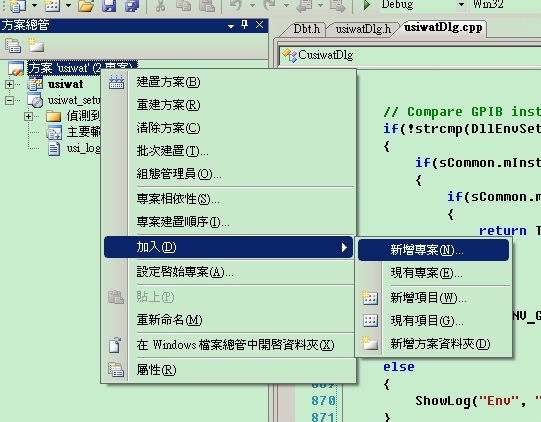 Debug
Win32
方案總管
Dbt.h
usiwatDlg.h
usiwatDlg.cpp
CusiwatDlg
方案 'usiwat' (2 專案)
usiwat
usiwat_setu
偵測到
主要輸
usi_log
建置方案(B)
重建方案(R)
清除方案(C)
批次建置(T)...
組態管理員(O)...
專案相依性(S)...
專案建置順序(I)...
加入(D)
設定啟始專案(A)...
貼上(P)
重新命名(M)
在 Windows 檔案總管中開啟資料夾(X)
屬性(R)
新增專案(N)...
現有專案(E)...
新增項目(W)...
現有項目(G)...
新增方案資料夾(D)
// Compare GPIB inst
if(!strcmp(DllEnvSet
{
if(sCommon.mInst
{
if(sCommon.m
{
return T
NV_G
else
869 {
870 ShowLog("Env", "
871 }